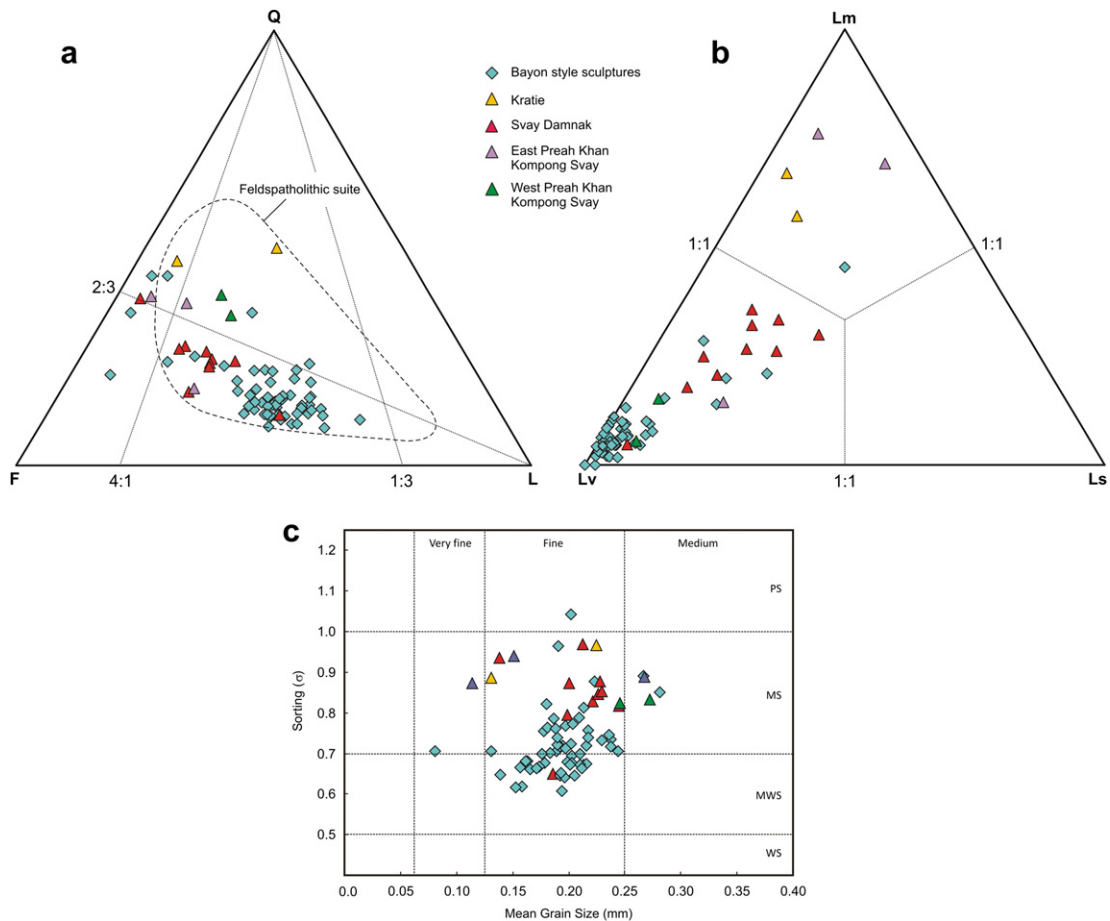 a
Q
Feldspatholithic suite
2:3
F
4:1
1:3
L
Bayon style sculptures
Kratie
Svay Damnak
East Preah Khan
Kompong Svay
West Preah Khan
Kompong Svay
b
Lm
1:1
1:1
Lv
1:1
Ls
c
Very fine
Fine
Medium
1.2
1.1
1.0
0.9
0.8
0.7
0.6
0.5
Sorting (σ)
PS
MS
MWS
WS
0.0
0.05
0.10
0.15
0.20
0.25
0.30
0.40
Mean Grain Size (mm)